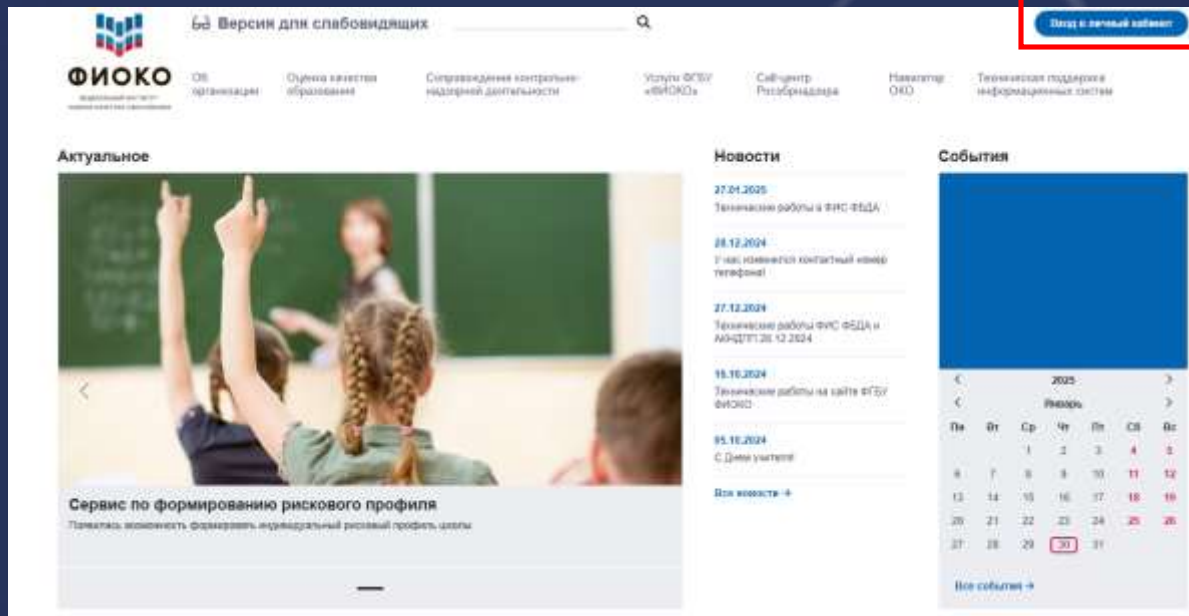 Версия для слабовидящих
Вход в личный кабинет
ФИОКО
Об организации
Оценка качества образования
Сопровождение контрольно-надзорной деятельности
Услуги ФГБУ «ФИОКО»
Call-центр Рособрнадзора
Навигатор ОКО
Техническая поддержка информационных систем
Актуальное
Сервис по формированию рискового профиля
Появилась возможность формировать индивидуальный рисковый профиль школы
Новости
27.01.2025
Технические работы в ФИС ФБДА
28.12.2024
У нас изменился контактный номер телефона!
27.12.2024
Технические работы ФИС ФБДА и
28.12.2024
16.10.2024
Технические работы на сайте ФГБУ ФИОКО
05.10.2024
С Днем учителя!
Все новости →
События
2025
Январь
Пн Вт Ср Чт Пт Сб Вс
1 2 3 4 5
6 7 8 9 10 11 12
13 14 15 16 17 18 19
20 21 22 23 24 25 26
27 28 29 30 31
Все события →